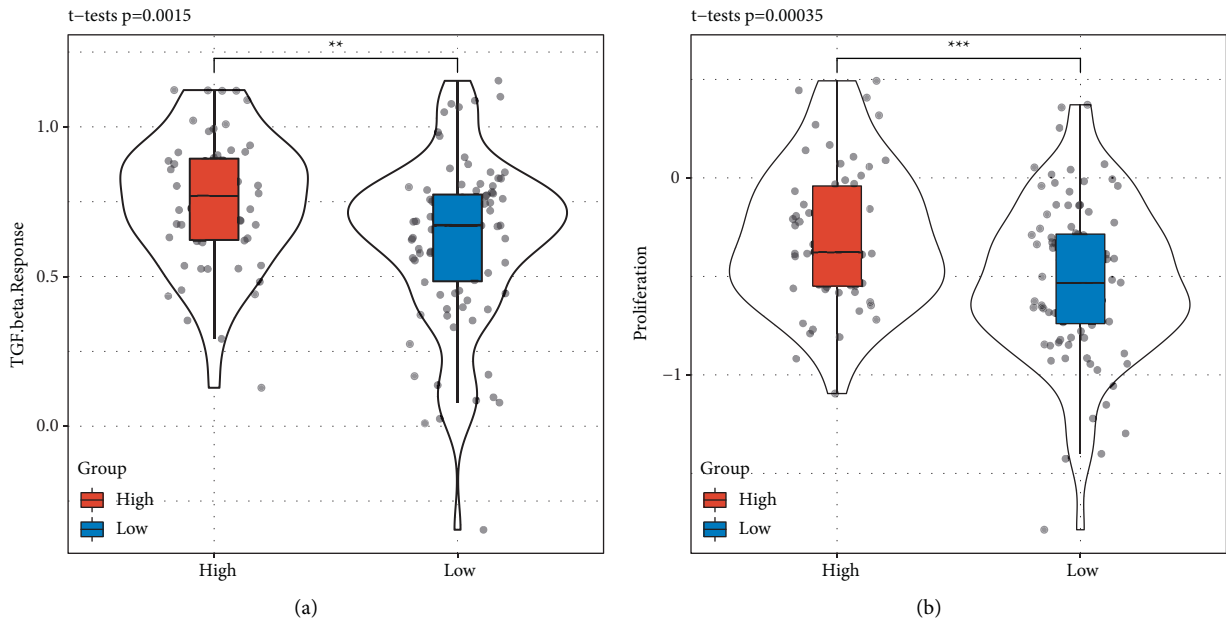 t−tests p=0.0015
**
TGF.beta.Response
1.0
0.5
0.0
Group
High
Low
High
Low
(a)
t−tests p=0.00035
***
Proliferation
0
−1
Group
High
Low
High
Low
(b)